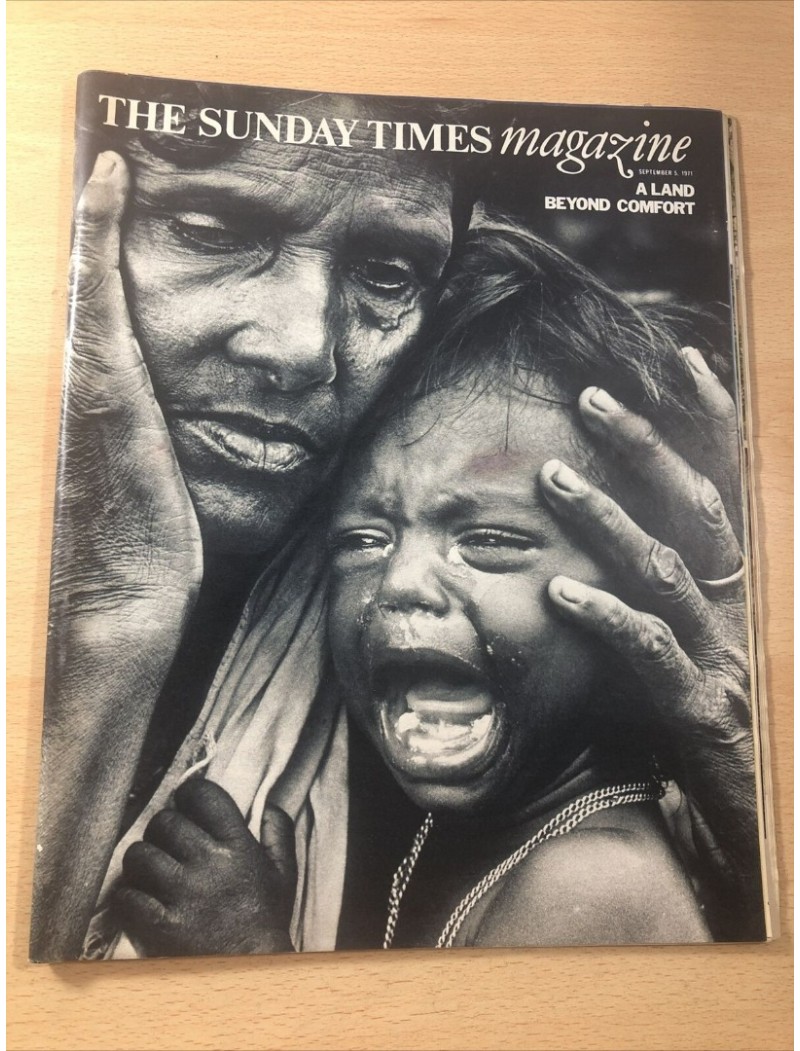 THE SUNDAY TIMES magazine
SEPTEMBER 5, 1971
A LAND
BEYOND COMFORT